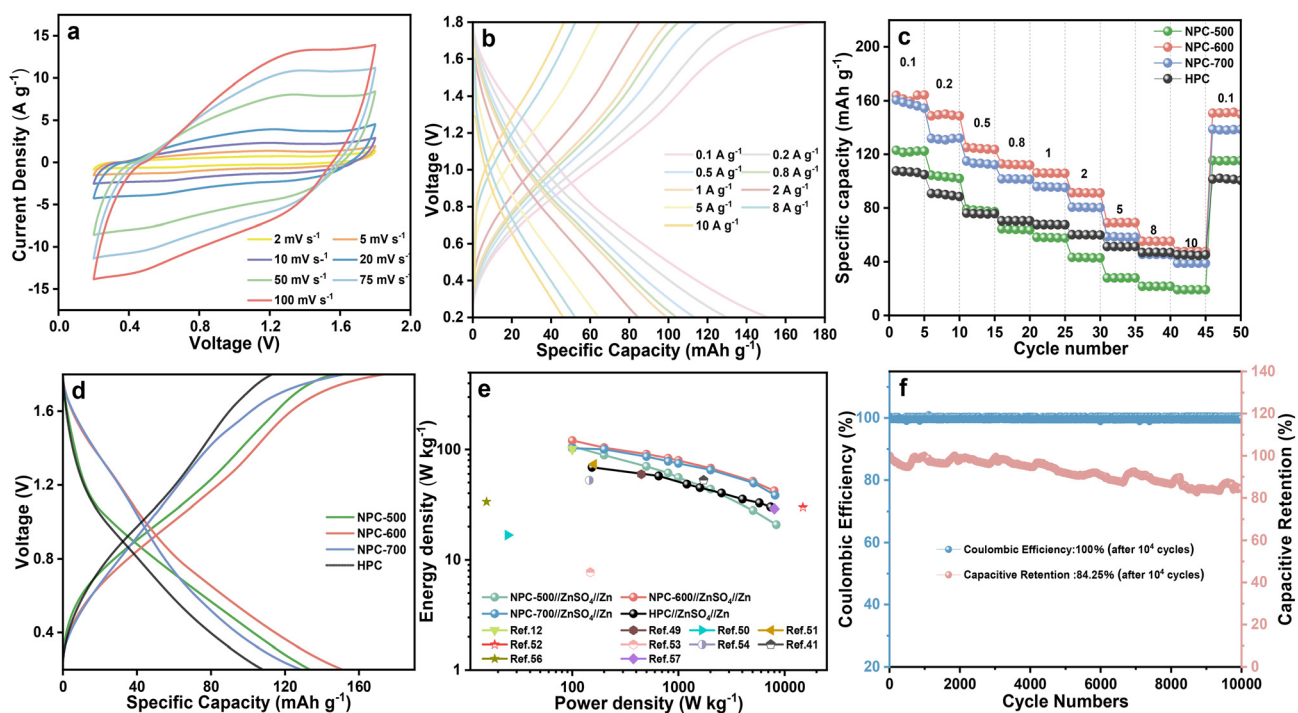 a
Current Density (A g⁻¹)
15
10
5
0
-5
-10
-15
2 mV s⁻¹ 5 mV s⁻¹
10 mV s⁻¹ 20 mV s⁻¹
50 mV s⁻¹ 75 mV s⁻¹
100 mV s⁻¹
0.0 0.4 0.8 1.2 1.6 2.0
Voltage (V)
b
Voltage (V)
1.8
1.6
1.4
1.2
1.0
0.8
0.6
0.4
0.2
0.1 A g⁻¹ 0.2 A g⁻¹
0.5 A g⁻¹ 0.8 A g⁻¹
1 A g⁻¹ 2 A g⁻¹
5 A g⁻¹ 8 A g⁻¹
10 A g⁻¹
0 20 40 60 80 100 120 140 160 180
Specific Capacity (mAh g⁻¹)
c
Specific capacity (mAh g⁻¹)
200
160
120
80
40
0
NPC-500
NPC-600
NPC-700
HPC
0.1
0.2
0.5
0.8
1
2
5
8
10
0.1
0 5 10 15 20 25 30 35 40 45 50
Cycle number
d
Voltage (V)
1.6
1.2
0.8
0.4
NPC-500
NPC-600
NPC-700
HPC
0 40 80 120 160
Specific Capacity (mAh g⁻¹)
e
Energy density (W kg⁻¹)
100
10
1
NPC-500//ZnSO₄//Zn NPC-600//ZnSO₄//Zn
NPC-700//ZnSO₄//Zn HPC//ZnSO₄//Zn
Ref.12 Ref.49 Ref.50 Ref.51
Ref.52 Ref.53 Ref.54 Ref.41
Ref.56 Ref.57
100 1000 10000
Power density (W kg⁻¹)
f
Coulombic Efficiency (%)
120
100
80
60
40
20
Coulombic Efficiency:100% (after 10⁴ cycles)
Capacitive Retention :84.25% (after 10⁴ cycles)
140
120
100
80
60
40
20
0
Capacitive Retention (%)
0 2000 4000 6000 8000 10000
Cycle Numbers